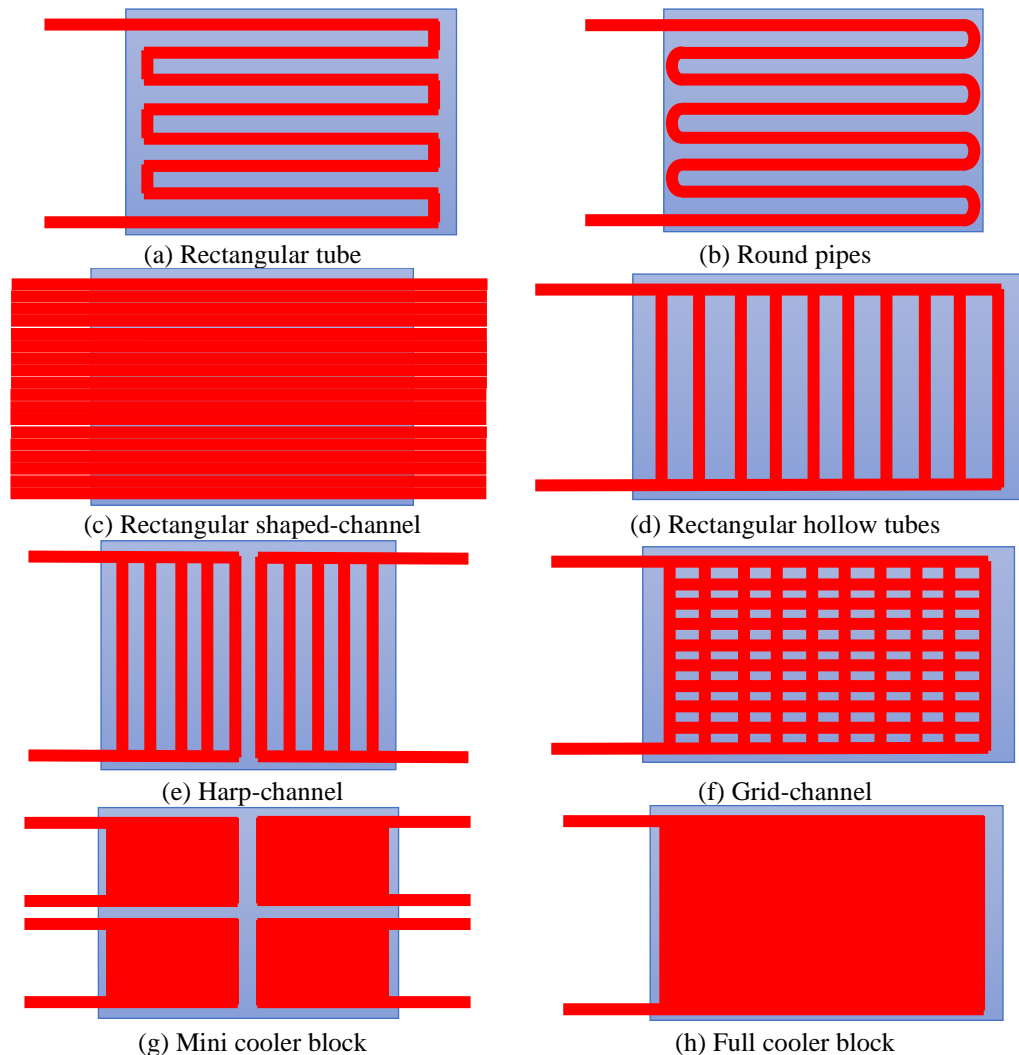 (a) Rectangular tube
(b) Round pipes
(c) Rectangular shaped-channel
(d) Rectangular hollow tubes
(e) Harp-channel
(f) Grid-channel
(g) Mini cooler block
(h) Full cooler block